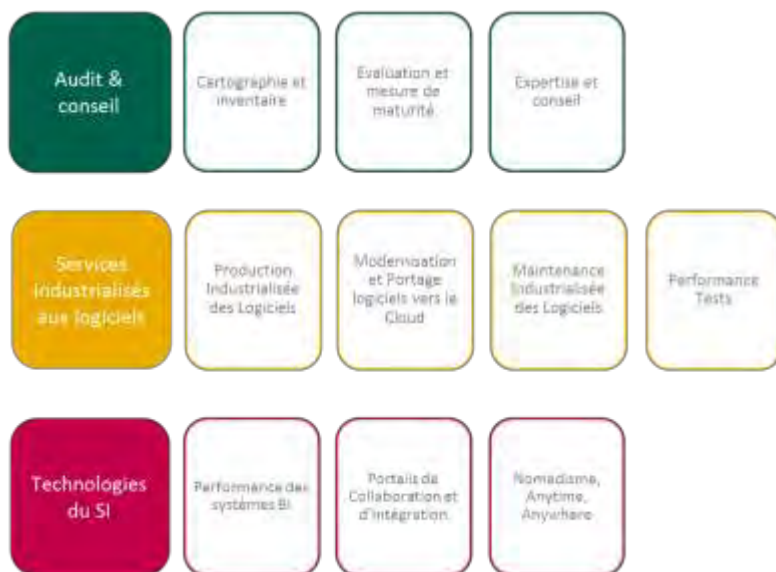 Audit &
conseil
Cartographie et
inventaire
Evaluation et
mesure de
maturité
Expertise et
conseil
Services
Industrialisés
aux logiciels
Production
Industrialisée
des Logiciels
Modernisation
et Portage
logiciels vers le
Cloud
Maintenance
Industrialisée
des Logiciels
Performance
Tests
Technologies
du SI
Performance des
systèmes BI
Portails de
Collaboration et
d'intégration
Nomadisme,
Anytime,
Anywhere